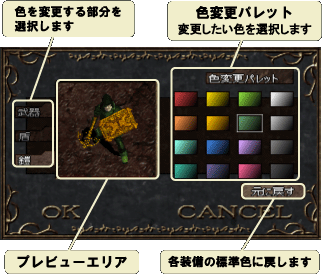 色を変更する部分を
選択します
色変更パレット
変更したい色を選択します
色変更パレット
武器
盾
鎧
元に戻す
OK
CANCEL
プレビューエリア
各装備の標準色に戻します